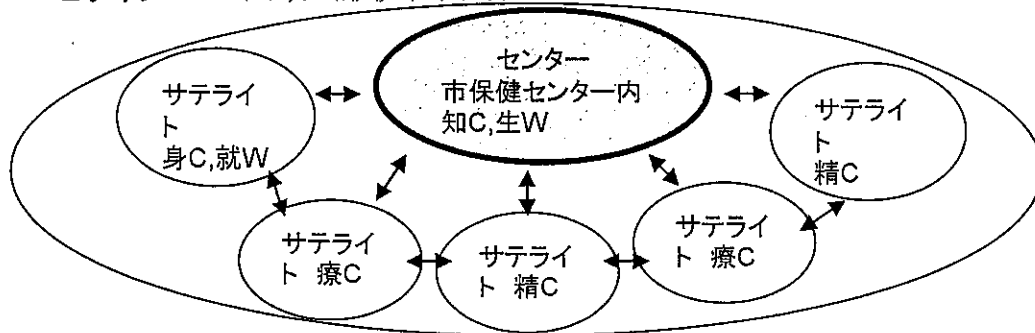 センター
市保健センター内
知C,生W
サテライ
ト
身C,就W
サテライ
ト
精C
サテライ
ト 療C
サテライ
ト 精C
サテライ
ト 療C